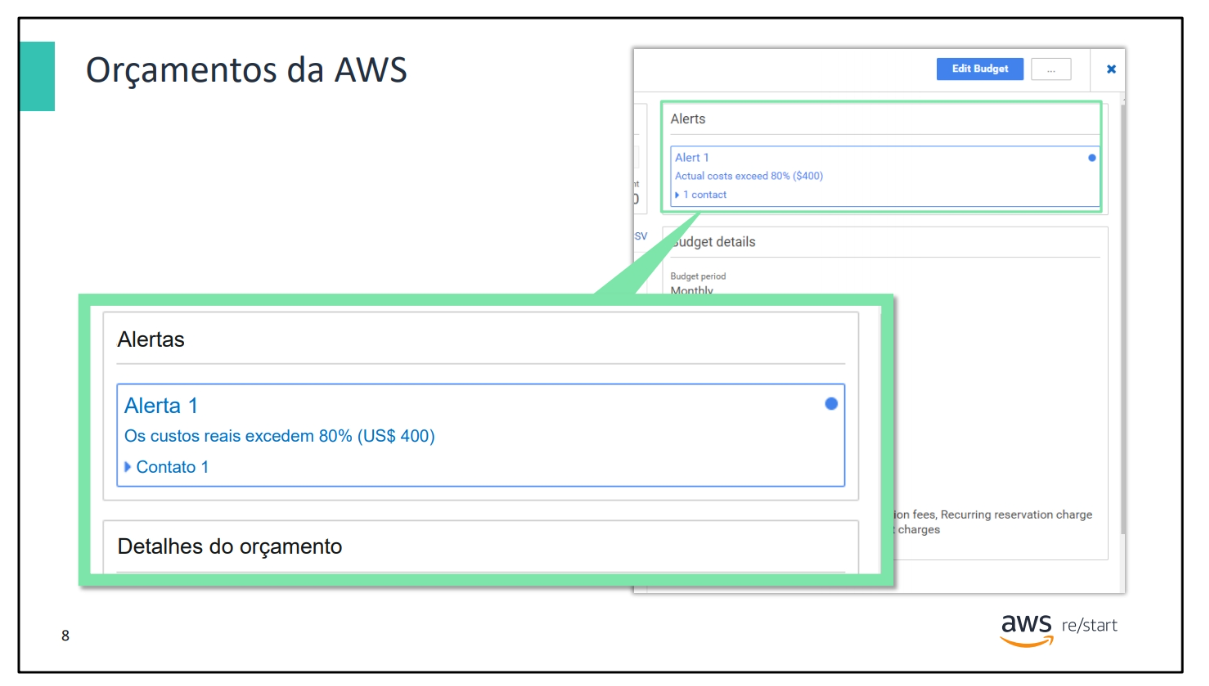 Orçamentos da AWS
Edit Budget
...
Alerts
Alert 1
Actual costs exceed 80% ($400)
1 contact
SV
Budget details
Budget period
Monthly
Alertas
Alerta 1
Os custos reais excedem 80% (US$ 400)
Contato 1
Detalhes do orçamento
ion fees, Recurring reservation charge
charges
8
aws re/start